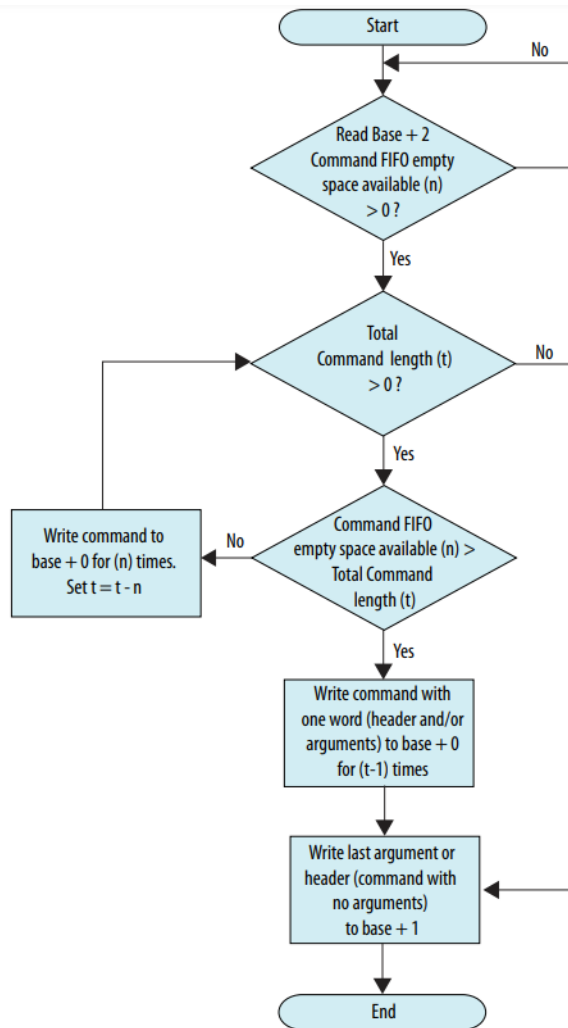 Start
No
Read Base + 2
Command FIFO empty
space available (n)
> 0 ?
Yes
Total
Command length (t)
> 0 ?
No
Yes
Command FIFO
empty space available (n) >
Total Command
length (t)
No
Write command to
base + 0 for (n) times.
Set t = t - n
Yes
Write command with
one word (header and/or
arguments) to base + 0
for (t-1) times
Write last argument or
header (command with
no arguments)
to base + 1
End